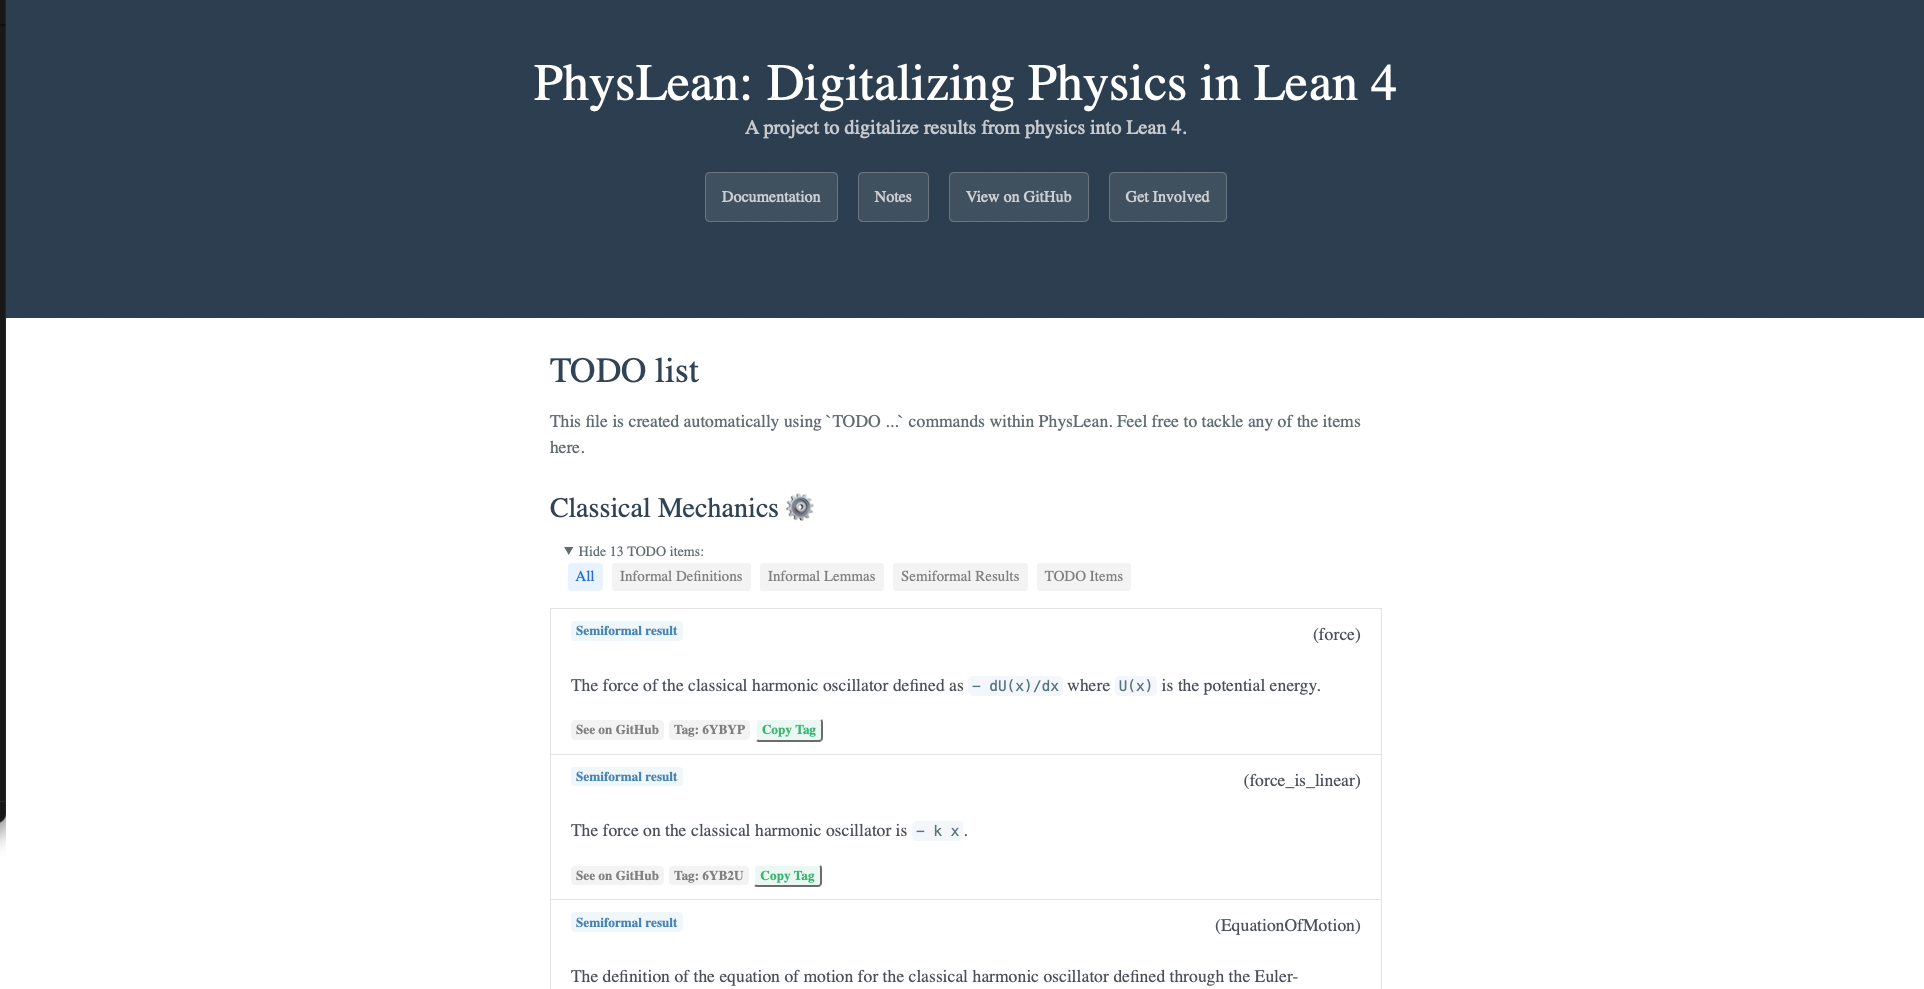 PhysLean: Digitalizing Physics in Lean 4
A project to digitalize results from physics into Lean 4.
Documentation
Notes
View on GitHub
Get Involved
TODO list
This file is created automatically using `TODO ...` commands within PhysLean. Feel free to tackle any of the items
here.
Classical Mechanics ⚙️
▼ Hide 13 TODO items:
All
Informal Definitions
Informal Lemmas
Semiformal Results
TODO Items
Semiformal result
(force)
The force of the classical harmonic oscillator defined as - dU(x)/dx where U(x) is the potential energy.
See on GitHub
Tag: 6YBYP
Copy Tag
Semiformal result
(force_is_linear)
The force on the classical harmonic oscillator is - k x.
See on GitHub
Tag: 6YB2U
Copy Tag
Semiformal result
(EquationOfMotion)
The definition of the equation of motion for the classical harmonic oscillator defined through the Euler-